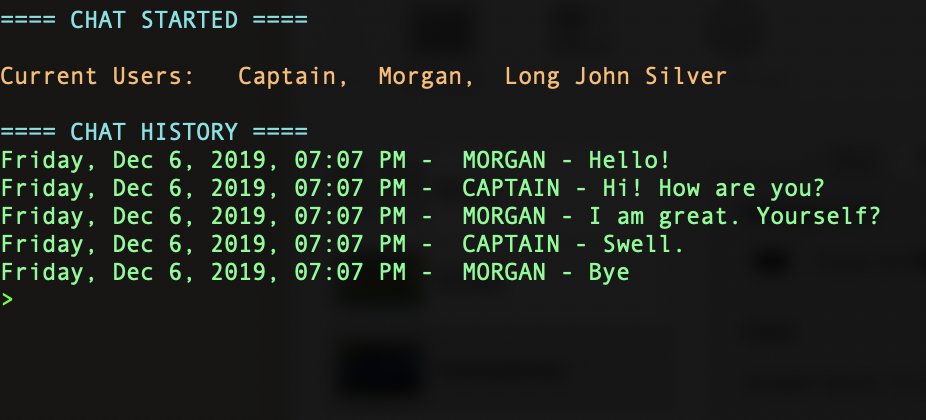 ==== CHAT STARTED ====
Current Users:   Captain,  Morgan,  Long John Silver
==== CHAT HISTORY ====
Friday, Dec 6, 2019, 07:07 PM -  MORGAN - Hello!
Friday, Dec 6, 2019, 07:07 PM -  CAPTAIN - Hi! How are you?
Friday, Dec 6, 2019, 07:07 PM -  MORGAN - I am great. Yourself?
Friday, Dec 6, 2019, 07:07 PM -  CAPTAIN - Swell.
Friday, Dec 6, 2019, 07:07 PM -  MORGAN - Bye
>